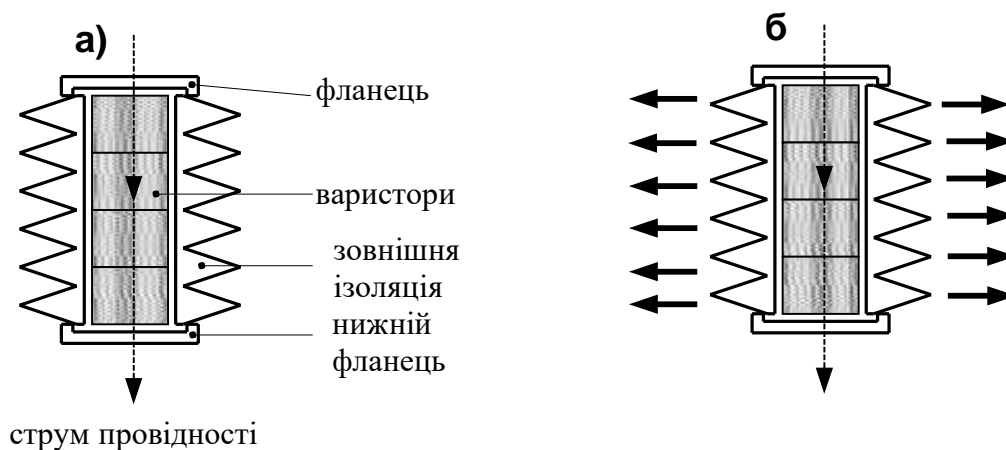 а)
б
фланець
варистори
зовнішня
ізоляція
нижній
фланець
струм провідності